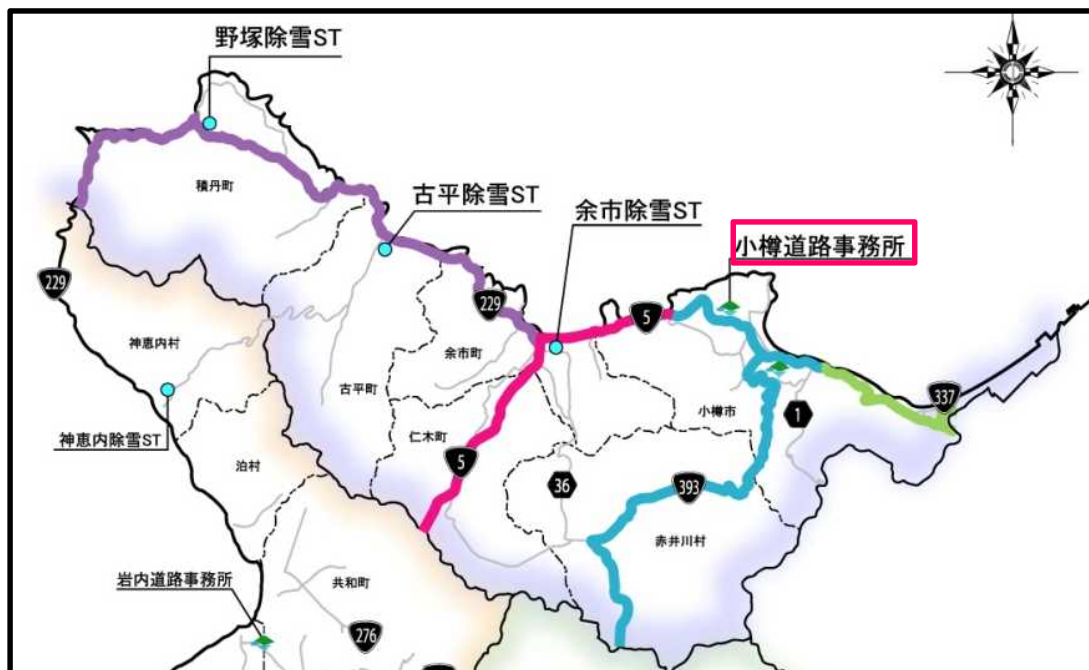 野塚除雪ST
積丹町
古平除雪ST
余市除雪ST
小樽道路事務所
229
229
5
神恵内村
余市町
古平町
337
小樽市
1
神恵内除雪ST
仁木町
泊村
5
36
393
赤井川村
岩内道路事務所
共和町
276